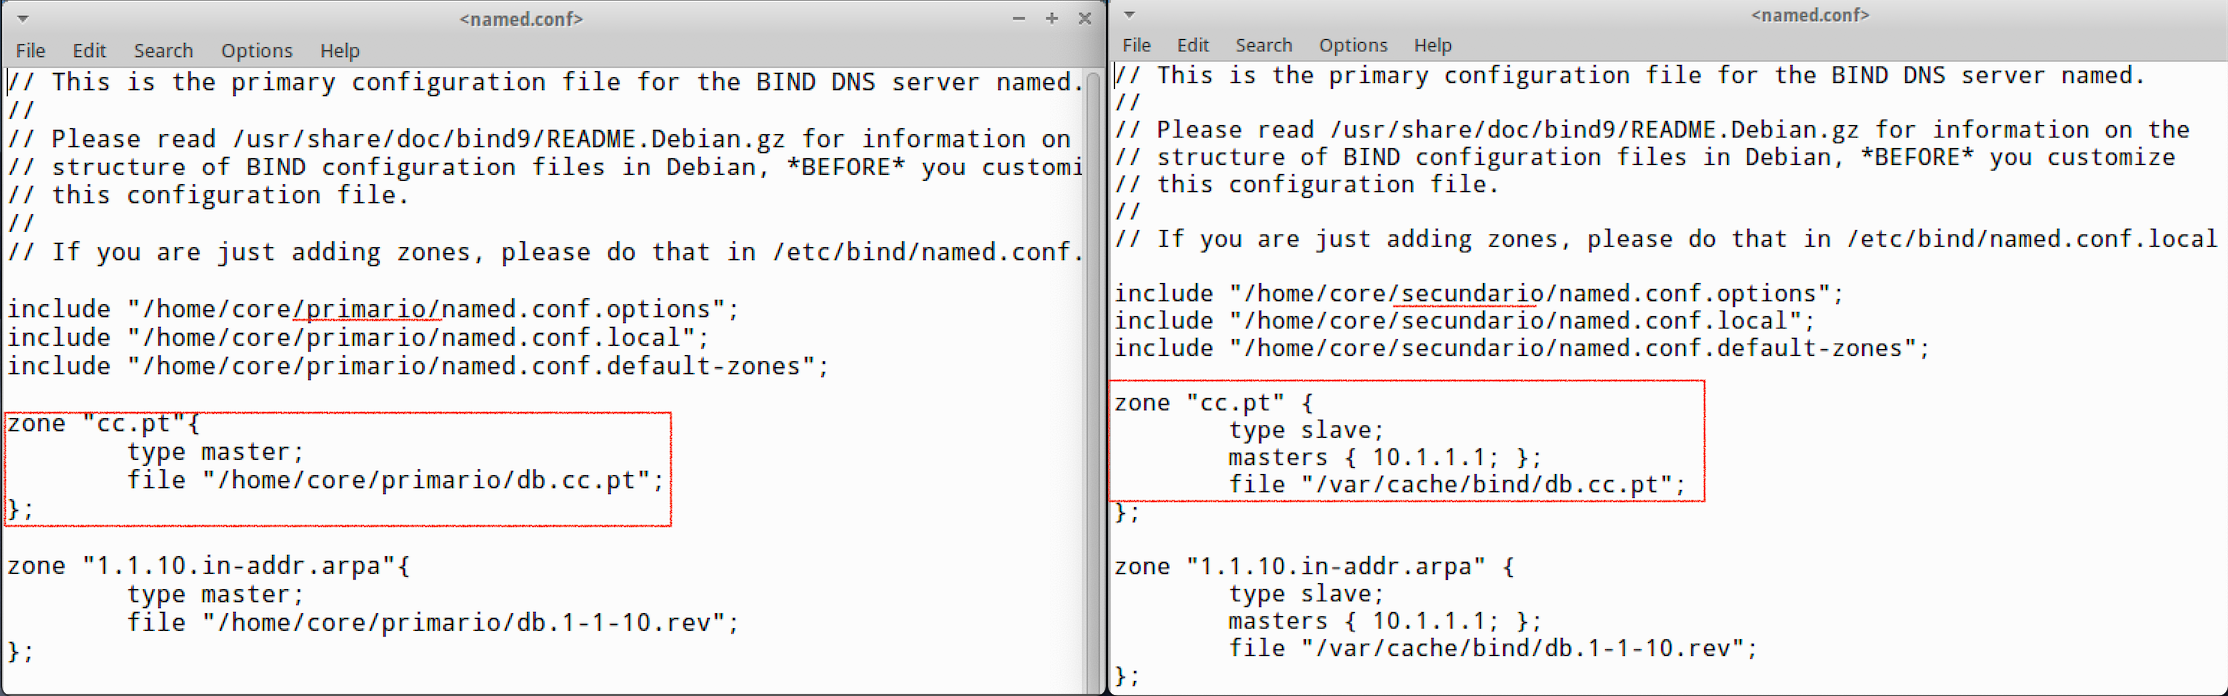 <named.conf>
File Edit Search Options Help
// This is the primary configuration file for the BIND DNS server named.
//
// Please read /usr/share/doc/bind9/README.Debian.gz for information on
// structure of BIND configuration files in Debian, *BEFORE* you customi
// this configuration file.
//
// If you are just adding zones, please do that in /etc/bind/named.conf.
include "/home/core/primario/named.conf.options";
include "/home/core/primario/named.conf.local";
include "/home/core/primario/named.conf.default-zones";
zone "cc.pt"{
type master;
file "/home/core/primario/db.cc.pt";
};
zone "1.1.10.in-addr.arpa"{
type master;
file "/home/core/primario/db.1-1-10.rev";
};
<named.conf>
File Edit Search Options Help
// This is the primary configuration file for the BIND DNS server named.
//
// Please read /usr/share/doc/bind9/README.Debian.gz for information on the
// structure of BIND configuration files in Debian, *BEFORE* you customize
// this configuration file.
//
// If you are just adding zones, please do that in /etc/bind/named.conf.local
include "/home/core/secundario/named.conf.options";
include "/home/core/secundario/named.conf.local";
include "/home/core/secundario/named.conf.default-zones";
zone "cc.pt" {
type slave;
masters { 10.1.1.1; };
file "/var/cache/bind/db.cc.pt";
};
zone "1.1.10.in-addr.arpa" {
type slave;
masters { 10.1.1.1; };
file "/var/cache/bind/db.1-1-10.rev";
};